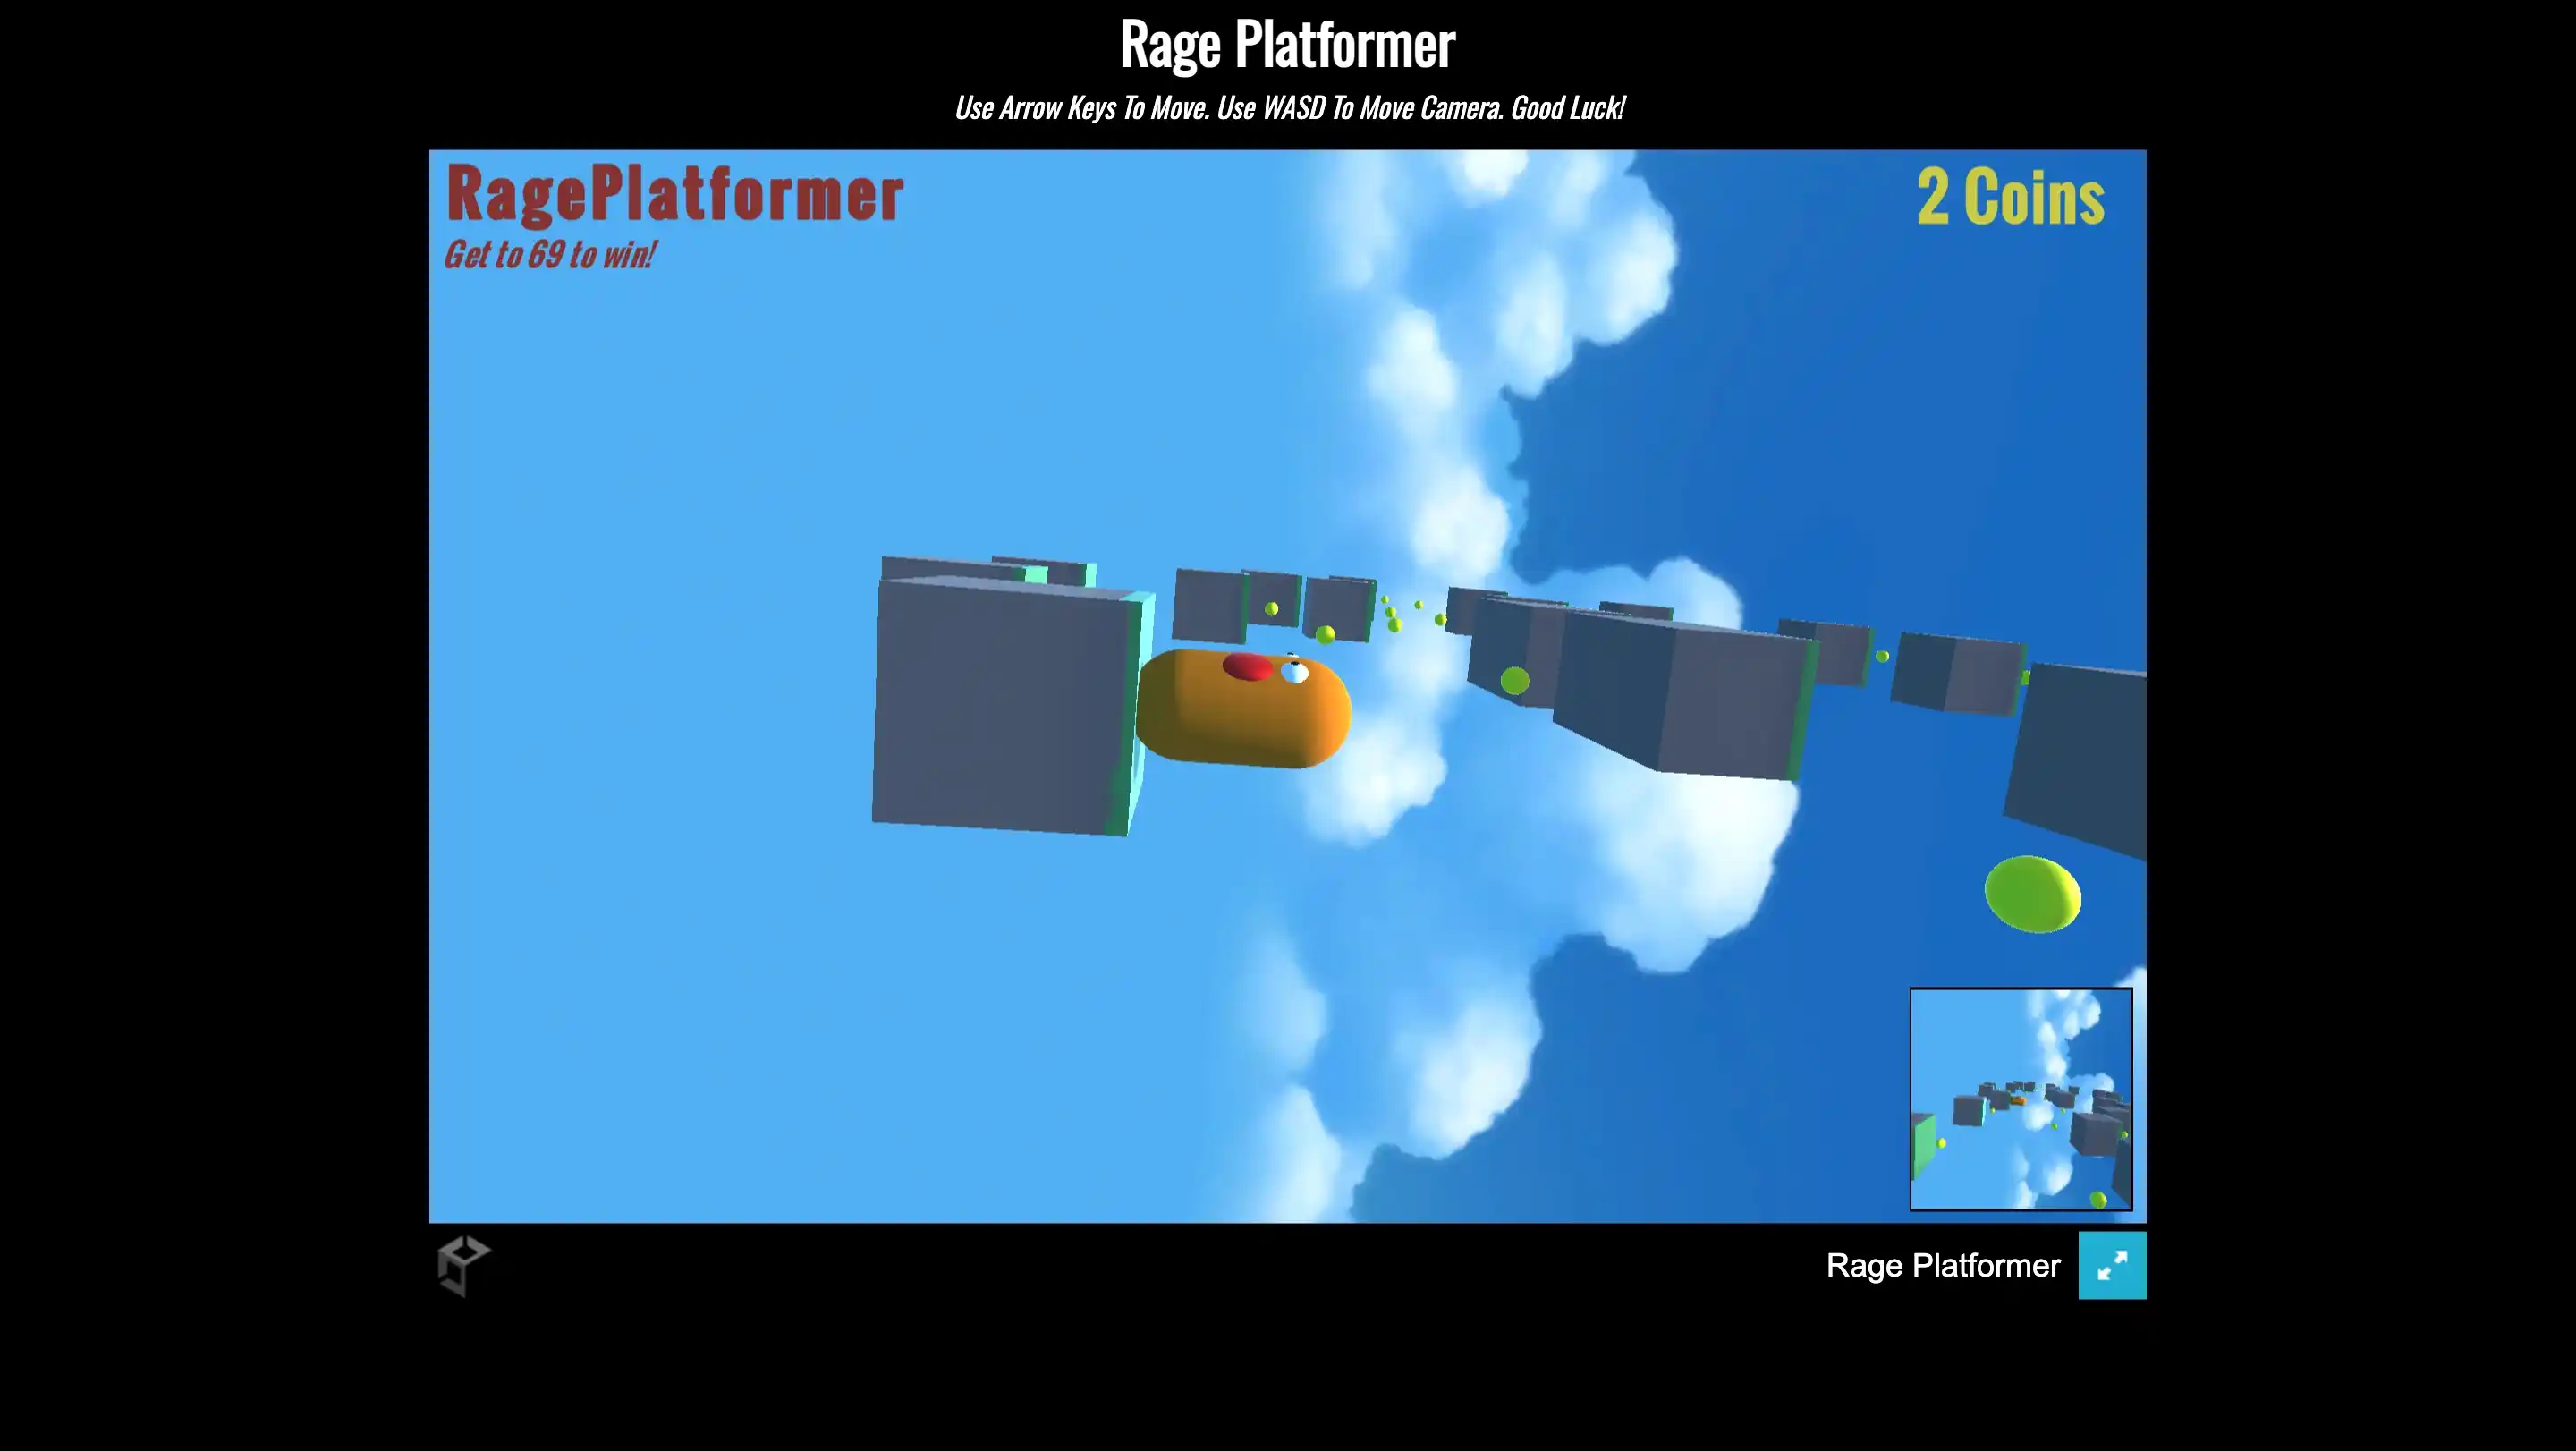 Rage Platformer
Use Arrow Keys To Move. Use WASD To Move Camera. Good Luck!
RagePlatformer
2 Coins
Get to 69 to win!
Rage Platformer